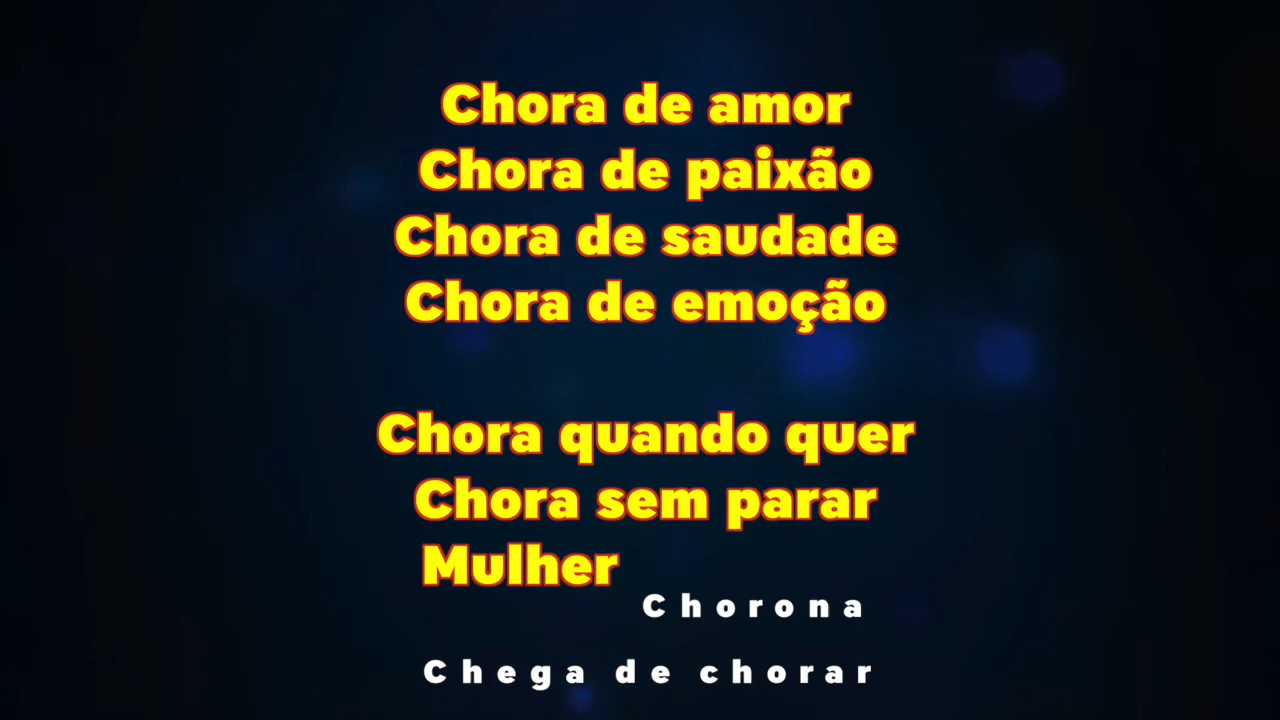 Chora de amor
Chora de paixão
Chora de saudade
Chora de emoção
Chora quando quer
Chora sem parar
Mulher Chorona
Chega de chorar